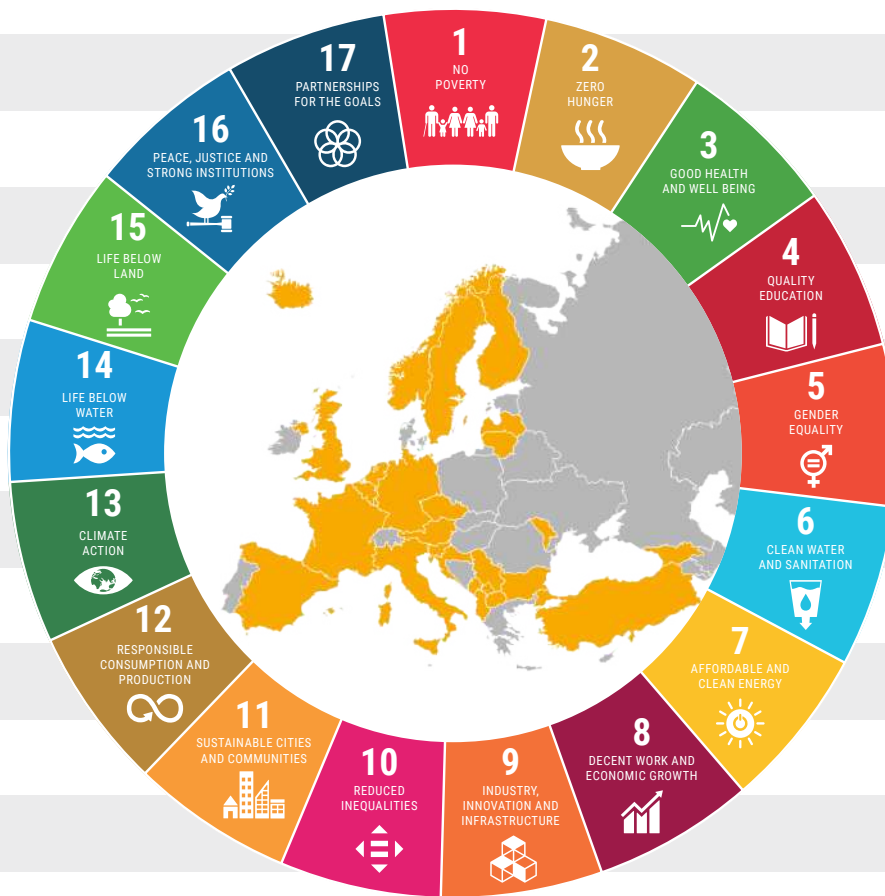 1
NO
POVERTY
2
ZERO
HUNGER
3
GOOD HEALTH
AND WELL BEING
4
QUALITY
EDUCATION
5
GENDER
EQUALITY
6
CLEAN WATER
AND SANITATION
7
AFFORDABLE AND
CLEAN ENERGY
8
DECENT WORK AND
ECONOMIC GROWTH
9
INDUSTRY,
INNOVATION AND
INFRASTRUCTURE
10
REDUCED
INEQUALITIES
11
SUSTAINABLE CITIES
AND COMMUNITIES
12
RESPONSIBLE
CONSUMPTION AND
PRODUCTION
13
CLIMATE
ACTION
14
LIFE BELOW
WATER
15
LIFE BELOW
LAND
16
PEACE, JUSTICE AND
STRONG INSTITUTIONS
17
PARTNERSHIPS
FOR THE GOALS